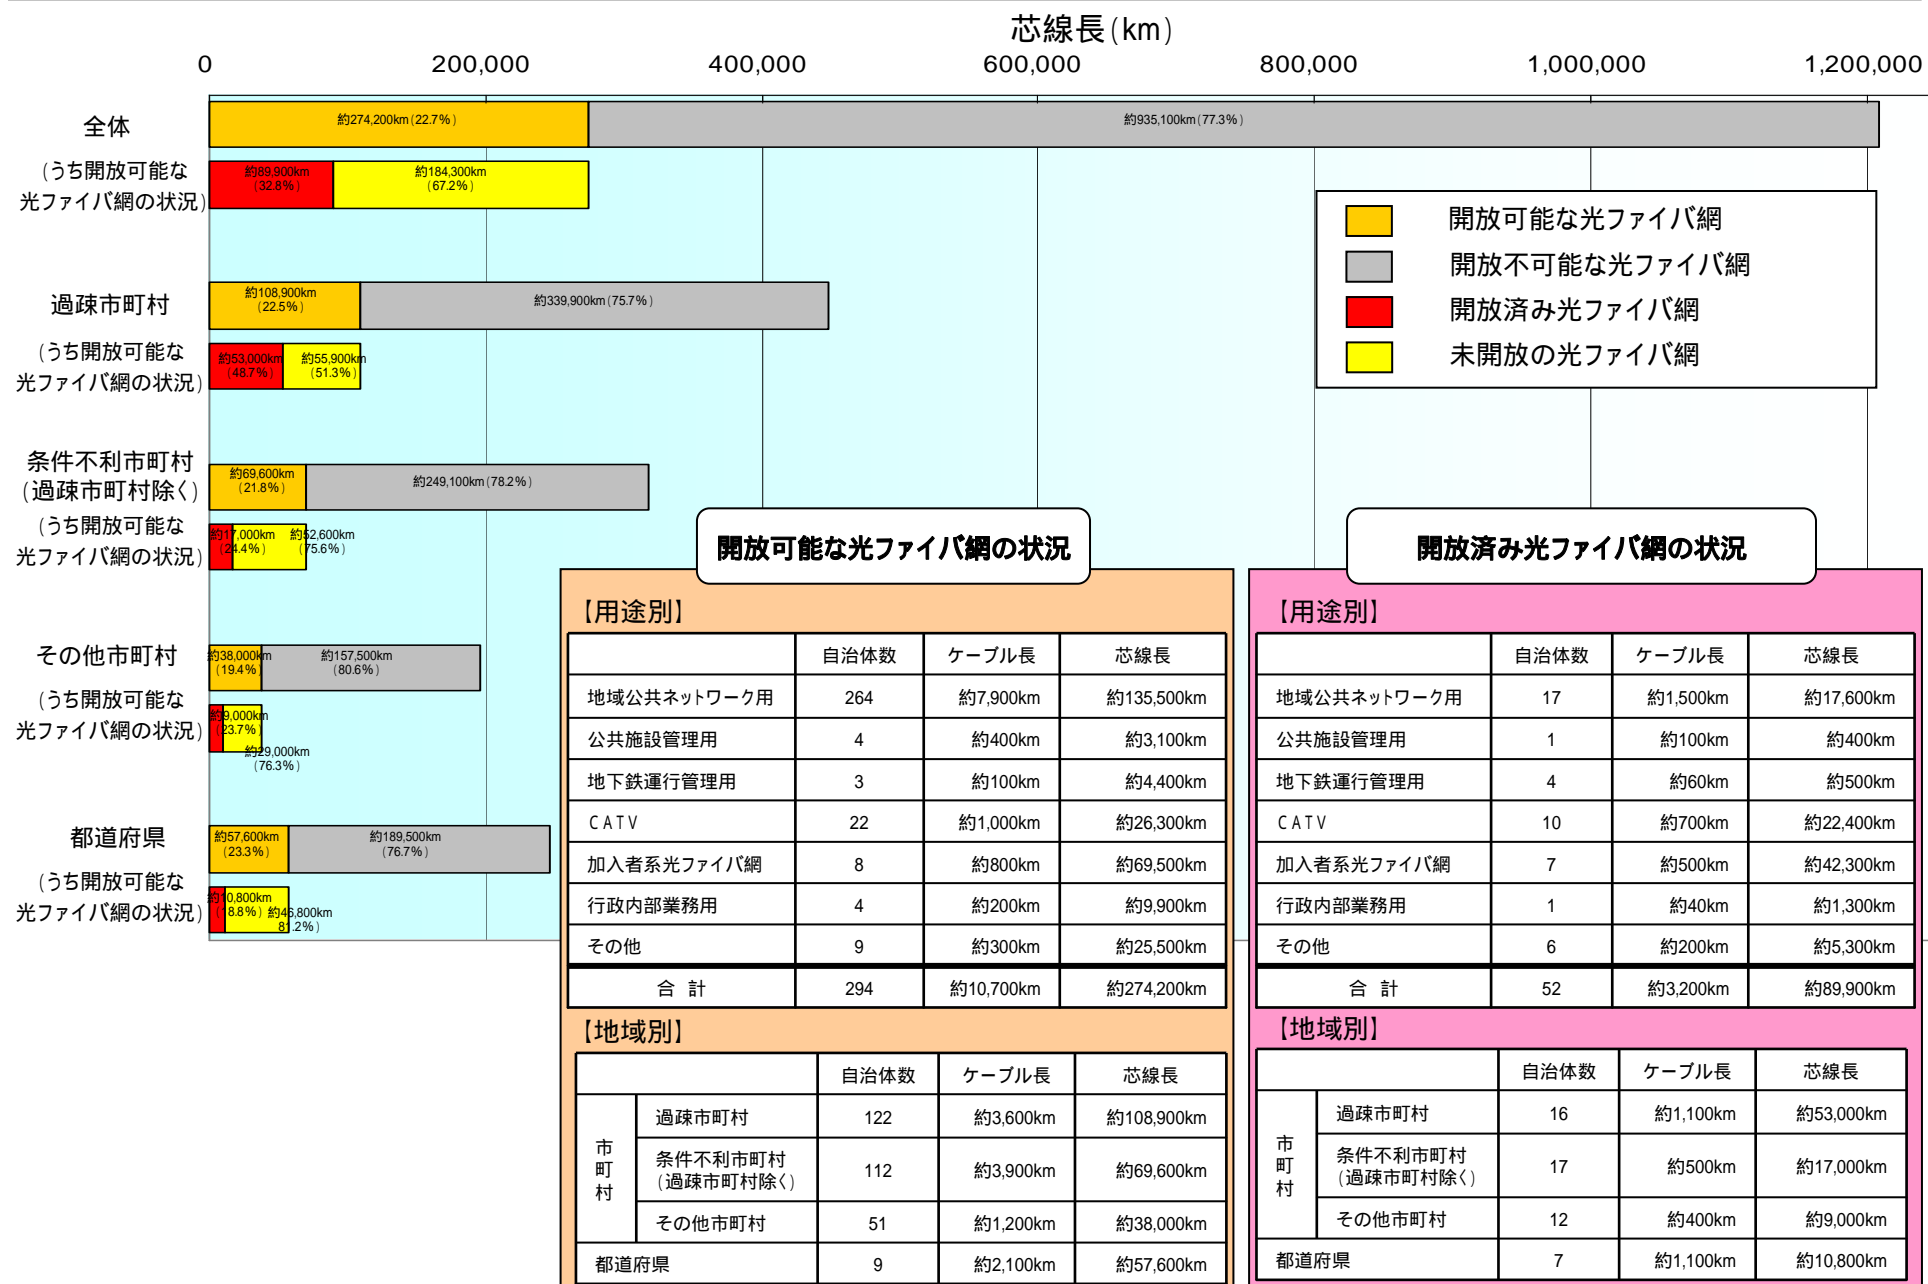 芯線長(km)
0 200,000 400,000 600,000 800,000 1,000,000 1,200,000
全体
約274,200km(22.7%)
約935,100km(77.3%)
(うち開放可能な
光ファイバ網の状況)
約89,900km
(32.8%)
約184,300km
(67.2%)
開放可能な光ファイバ網
開放不可能な光ファイバ網
開放済み光ファイバ網
未開放の光ファイバ網
過疎市町村
約108,900km
(22.5%)
約339,900km(75.7%)
(うち開放可能な
光ファイバ網の状況)
約53,000km
(48.7%)
約55,900km
(51.3%)
条件不利市町村
(過疎市町村除く)
約69,600km
(21.8%)
約249,100km(78.2%)
(うち開放可能な
光ファイバ網の状況)
約17,000km
(24.4%)
約52,600km
(75.6%)
その他市町村
約38,000km
(19.4%)
約157,500km
(80.6%)
(うち開放可能な
光ファイバ網の状況)
約9,000km
(23.7%)
約29,000km
(76.3%)
都道府県
約57,600km
(23.3%)
約189,500km
(76.7%)
(うち開放可能な
光ファイバ網の状況)
約10,800km
(18.8%)
約46,800km
81.2%)
開放可能な光ファイバ網の状況
【用途別】
自治体数 ケーブル長 芯線長
地域公共ネットワーク用 264 約7,900km 約135,500km
公共施設管理用 4 約400km 約3,100km
地下鉄運行管理用 3 約100km 約4,400km
CATV 22 約1,000km 約26,300km
加入者系光ファイバ網 8 約800km 約69,500km
行政内部業務用 4 約200km 約9,900km
その他 9 約300km 約25,500km
合 計 294 約10,700km 約274,200km
【地域別】
自治体数 ケーブル長 芯線長
市町村
過疎市町村 122 約3,600km 約108,900km
条件不利市町村
(過疎市町村除く) 112 約3,900km 約69,600km
その他市町村 51 約1,200km 約38,000km
都道府県 9 約2,100km 約57,600km
開放済み光ファイバ網の状況
【用途別】
自治体数 ケーブル長 芯線長
地域公共ネットワーク用 17 約1,500km 約17,600km
公共施設管理用 1 約100km 約400km
地下鉄運行管理用 4 約60km 約500km
CATV 10 約700km 約22,400km
加入者系光ファイバ網 7 約500km 約42,300km
行政内部業務用 1 約40km 約1,300km
その他 6 約200km 約5,300km
合 計 52 約3,200km 約89,900km
【地域別】
自治体数 ケーブル長 芯線長
市町村
過疎市町村 16 約1,100km 約53,000km
条件不利市町村
(過疎市町村除く) 17 約500km 約17,000km
その他市町村 12 約400km 約9,000km
都道府県 7 約1,100km 約10,800km